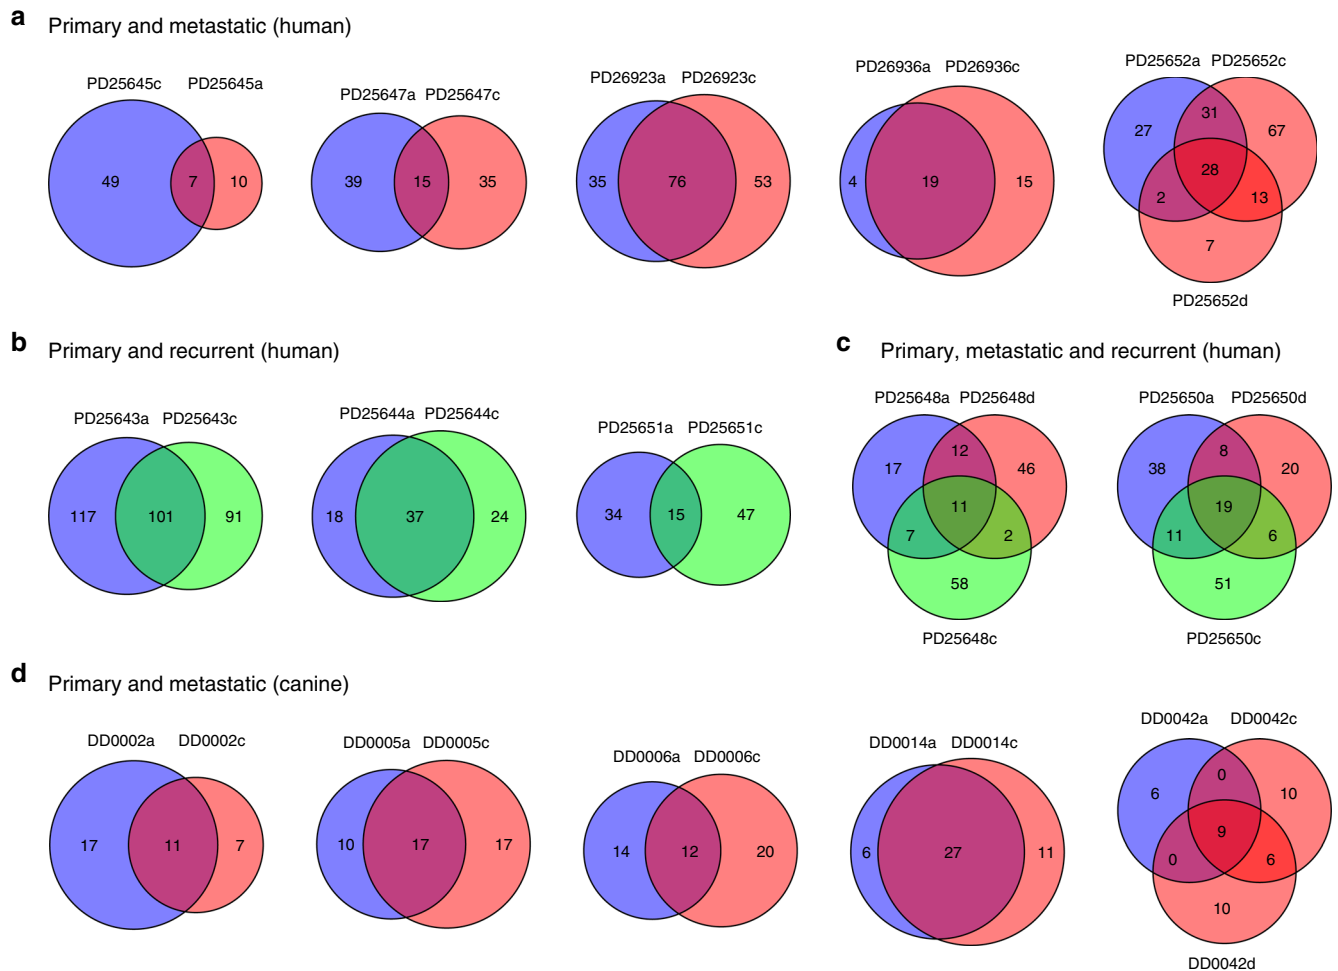 a Primary and metastatic (human)
PD25645c PD25645a
49 7 10
PD25647a PD25647c
39 15 35
PD26923a PD26923c
35 76 53
PD26936a PD26936c
4 19 15
PD25652a PD25652c
31
27 67
28
2 13
7
PD25652d
b Primary and recurrent (human)
PD25643a PD25643c
117 101 91
PD25644a PD25644c
18 37 24
PD25651a PD25651c
34 15 47
c Primary, metastatic and recurrent (human)
PD25648a PD25648d
12
17 46
11
7 2
58
PD25648c
PD25650a PD25650d
8
38 20
19
11 6
51
PD25650c
d Primary and metastatic (canine)
DD0002a DD0002c
17 11 7
DD0005a DD0005c
10 17 17
DD0006a DD0006c
14 12 20
DD0014a DD0014c
6 27 11
DD0042a DD0042c
0
6 10
9
0 6
10
DD0042d